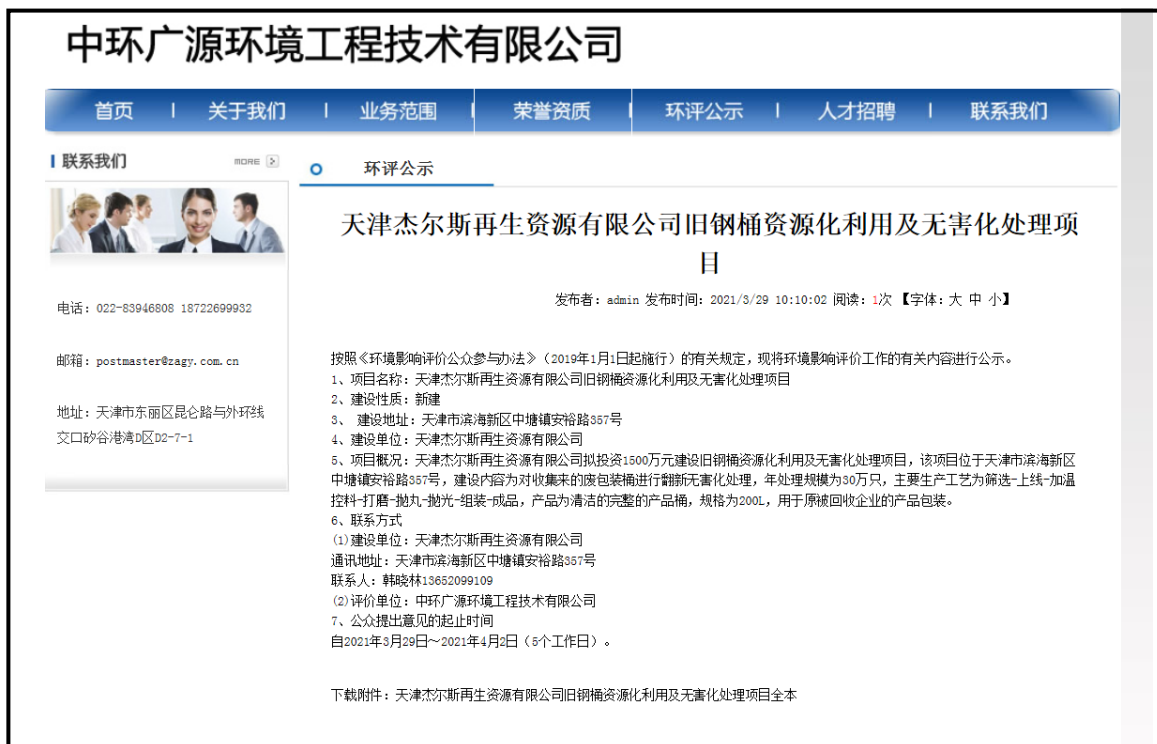 中环广源环境工程技术有限公司
首页 | 关于我们 | 业务范围 | 荣誉资质 | 环评公示 | 人才招聘 | 联系我们
联系我们 MORE
电话：022-83946808 18722699932
邮箱：postmaster@zagy.com.cn
地址：天津市东丽区昆仑路与外环线
交口矽谷港湾D区D2-7-1
环评公示
天津杰尔斯再生资源有限公司旧钢桶资源化利用及无害化处理项
目
发布者：admin 发布时间：2021/3/29 10:10:02 阅读：1次 【字体：大 中 小】
按照《环境影响评价公众参与办法》（2019年1月1日起施行）的有关规定，现将环境影响评价工作的有关内容进行公示。
1、项目名称：天津杰尔斯再生资源有限公司旧钢桶资源化利用及无害化处理项目
2、建设性质：新建
3、 建设地址：天津市滨海新区中塘镇安裕路357号
4、建设单位：天津杰尔斯再生资源有限公司
5、项目概况：天津杰尔斯再生资源有限公司拟投资1500万元建设旧钢桶资源化利用及无害化处理项目，该项目位于天津市滨海新区
中塘镇安裕路357号，建设内容为对收集来的废包装桶进行翻新无害化处理，年处理规模为30万只，主要生产工艺为筛选-上线-加温
控料-打磨-抛丸-抛光-组装-成品，产品为清洁的完整的产品桶，规格为200L，用于原被回收企业的产品包装。
6、联系方式
(1)建设单位：天津杰尔斯再生资源有限公司
通讯地址：天津市滨海新区中塘镇安裕路357号
联系人：韩晓林13652099109
(2)评价单位：中环广源环境工程技术有限公司
7、公众提出意见的起止时间
自2021年3月29日～2021年4月2日（5个工作日）。
下载附件：天津杰尔斯再生资源有限公司旧钢桶资源化利用及无害化处理项目全本